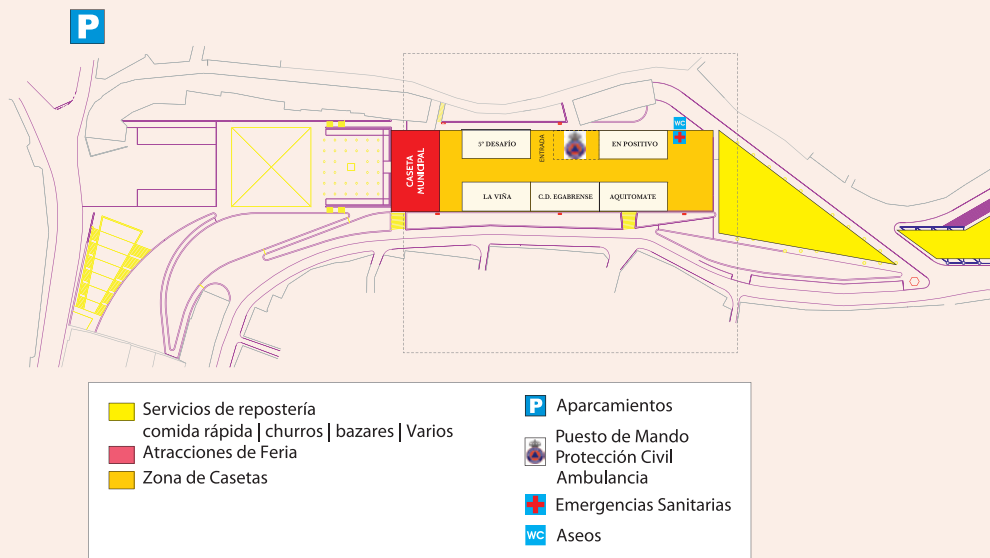 P
WC
5º DESAFÍO
ENTRADA
EN POSITIVO
CASETA
MUNICIPAL
LA VIÑA
C.D. EGABRENSE
AQUITOMATE
Servicios de repostería
comida rápida | churros | bazares | Varios
Atracciones de Feria
Zona de Casetas
P Aparcamientos
Puesto de Mando
Protección Civil
Ambulancia
Emergencias Sanitarias
WC Aseos